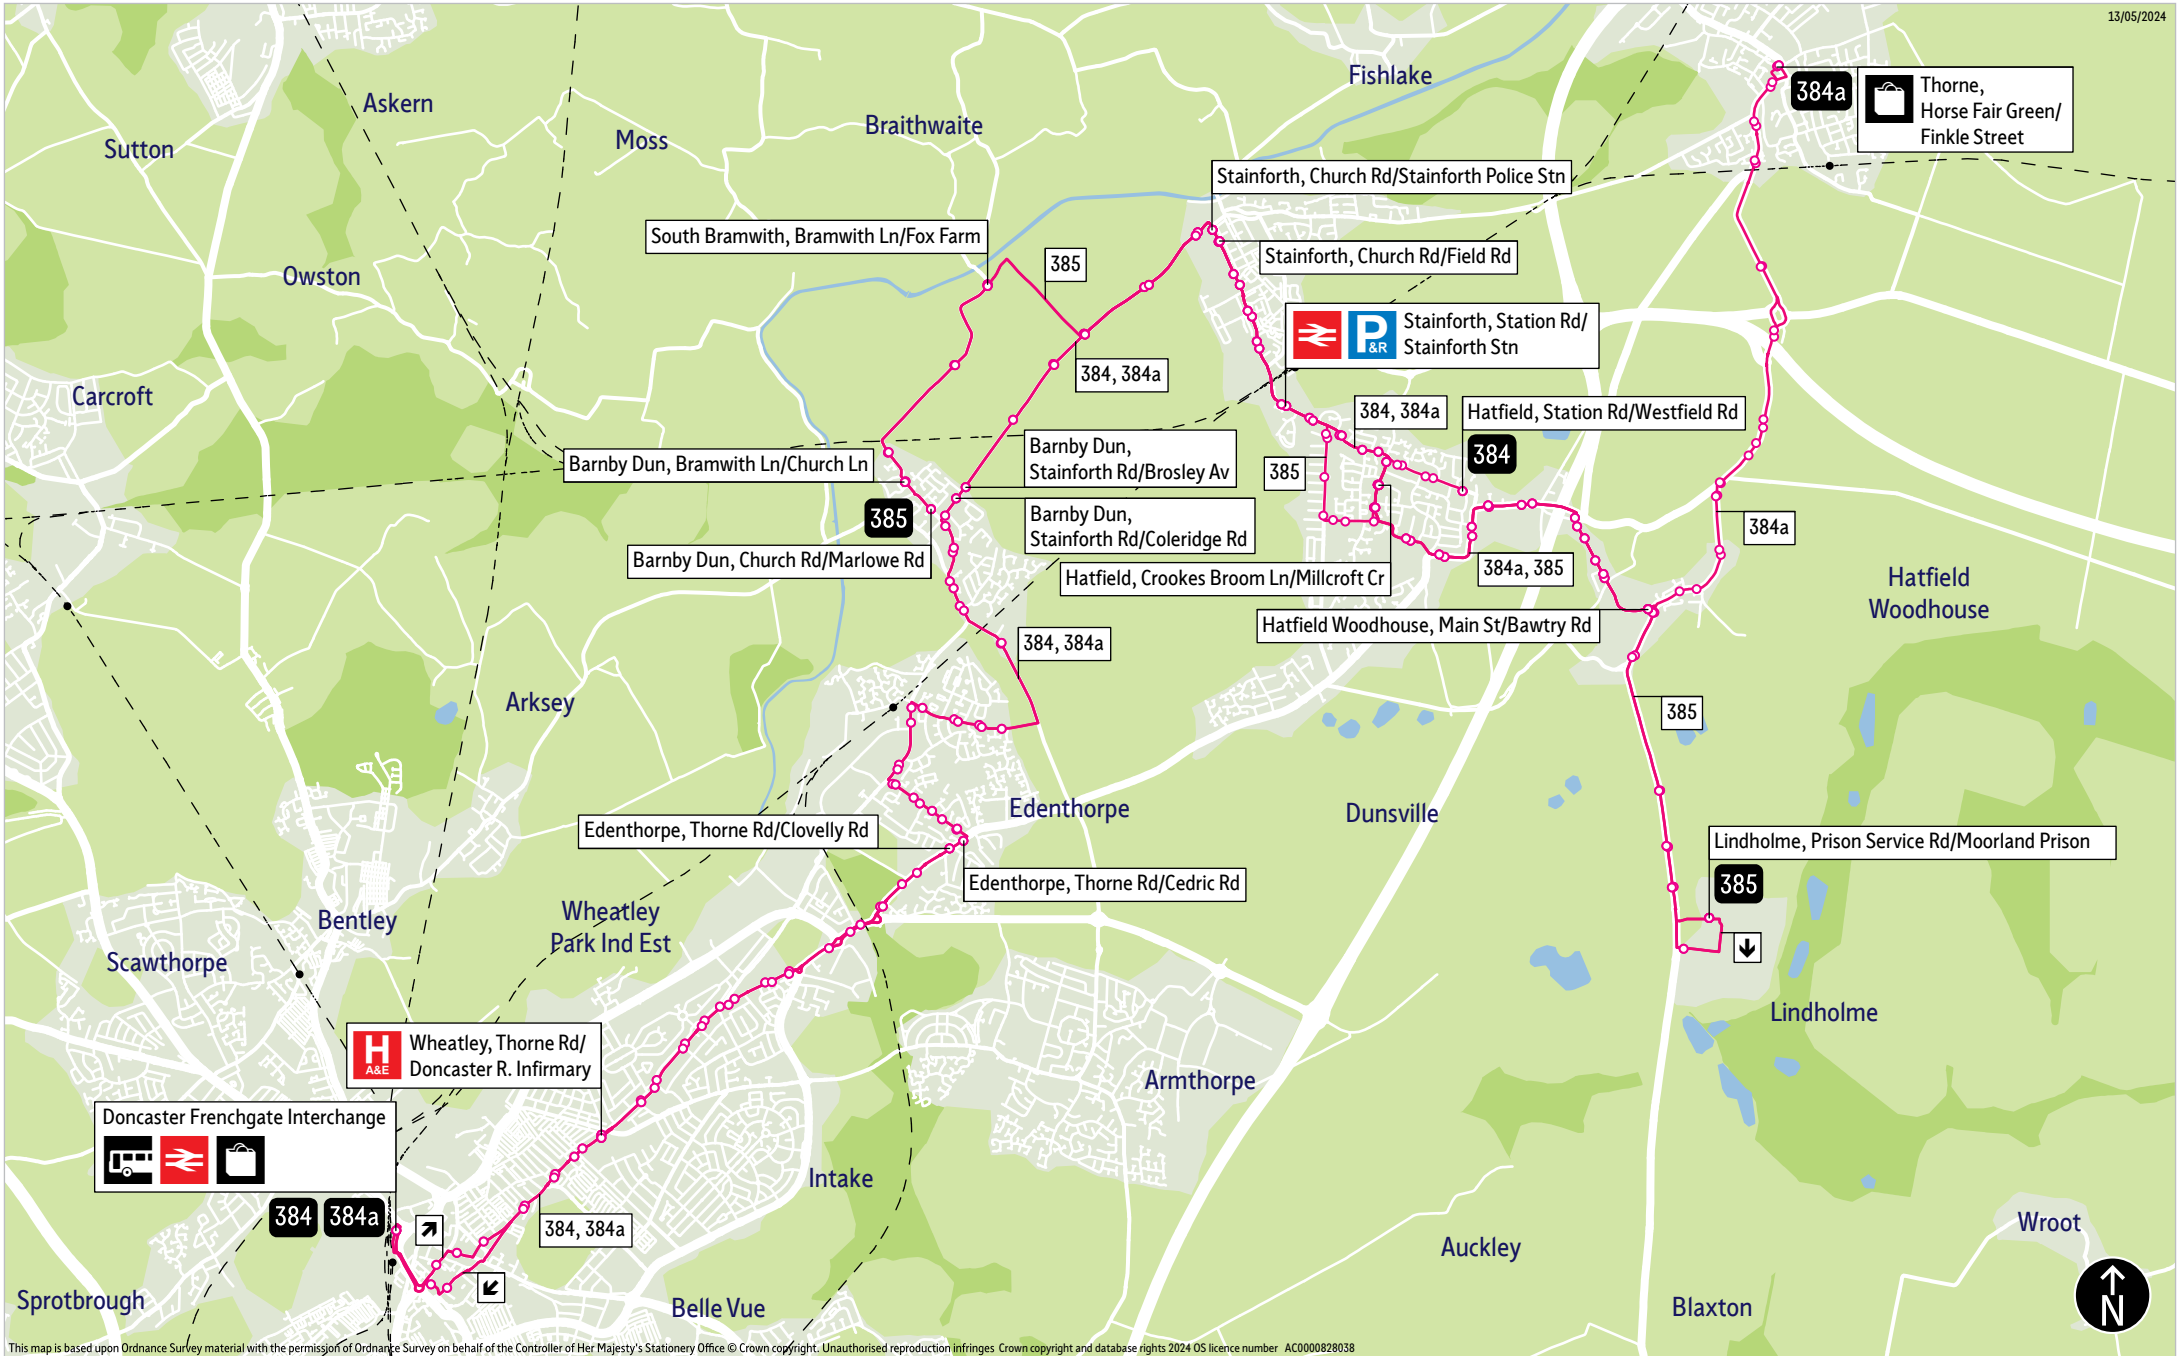 13/05/2024
Fishlake
Askern
384a
Thorne,
Horse Fair Green/
Finkle Street
Braithwaite
Moss
Sutton
Stainforth, Church Rd/Stainforth Police Stn
South Bramwith, Bramwith Ln/Fox Farm
385
Stainforth, Church Rd/Field Rd
Owston
P
&R
Stainforth, Station Rd/
Stainforth Stn
384, 384a
Carcroft
384, 384a
Hatfield, Station Rd/Westfield Rd
384
Barnby Dun,
Stainforth Rd/Brosley Av
Barnby Dun, Bramwith Ln/Church Ln
385
385
Barnby Dun,
Stainforth Rd/Coleridge Rd
384a
Barnby Dun, Church Rd/Marlowe Rd
Hatfield, Crookes Broom Ln/Millcroft Cr
384a, 385
Hatfield
Woodhouse
Hatfield Woodhouse, Main St/Bawtry Rd
384, 384a
Arksey
385
Edenthorpe
Dunsville
Edenthorpe, Thorne Rd/Clovelly Rd
Lindholme, Prison Service Rd/Moorland Prison
385
Edenthorpe, Thorne Rd/Cedric Rd
Bentley
Wheatley
Park Ind Est
Scawthorpe
Lindholme
H
A&E
Wheatley, Thorne Rd/
Doncaster R. Infirmary
Armthorpe
Doncaster Frenchgate Interchange
Intake
384
384a
384, 384a
Wroot
Auckley
Sprotbrough
Belle Vue
Blaxton
N
This map is based upon Ordnance Survey material with the permission of Ordnance Survey on behalf of the Controller of Her Majesty's Stationery Office © Crown copyright. Unauthorised reproduction infringes Crown copyright and database rights 2024 OS licence number AC0000828038